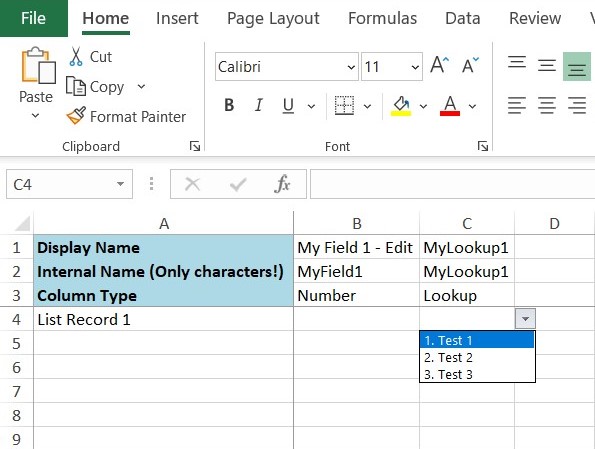 File Home Insert Page Layout Formulas Data Review
Paste
Cut
Copy
Format Painter
Clipboard
Calibri 11 A A
B I U A
Font
C4 fx
A B C D
1 Display Name My Field 1 - Edit MyLookup1
2 Internal Name (Only characters!) MyField1 MyLookup1
3 Column Type Number Lookup
4 List Record 1
5 1. Test 1
6 2. Test 2
3. Test 3
7
8
9